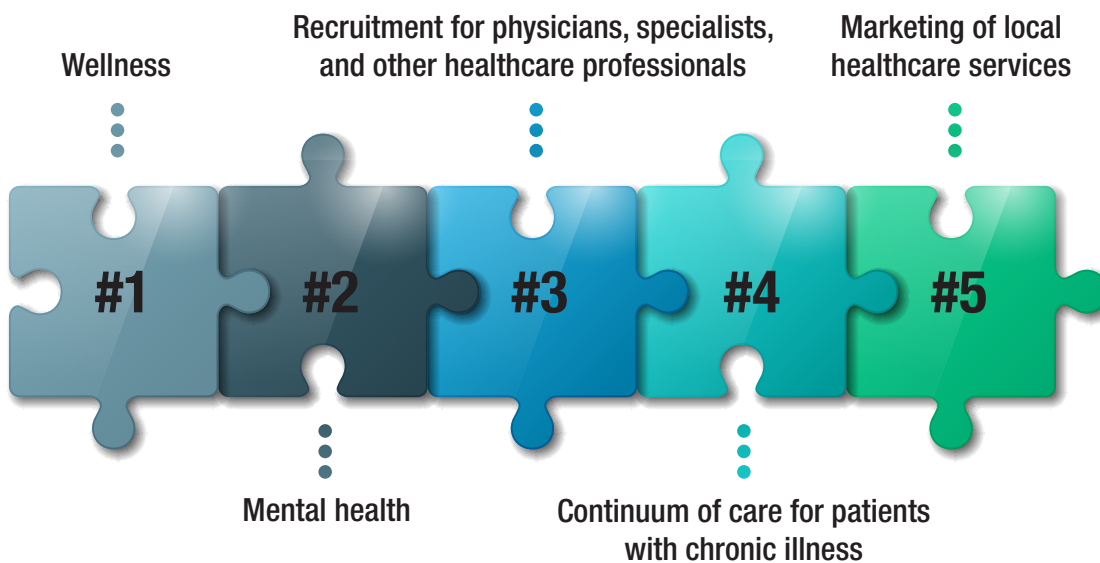 Wellness
Recruitment for physicians, specialists,
and other healthcare professionals
Marketing of local
healthcare services
#1
#2
#3
#4
#5
Mental health
Continuum of care for patients
with chronic illness